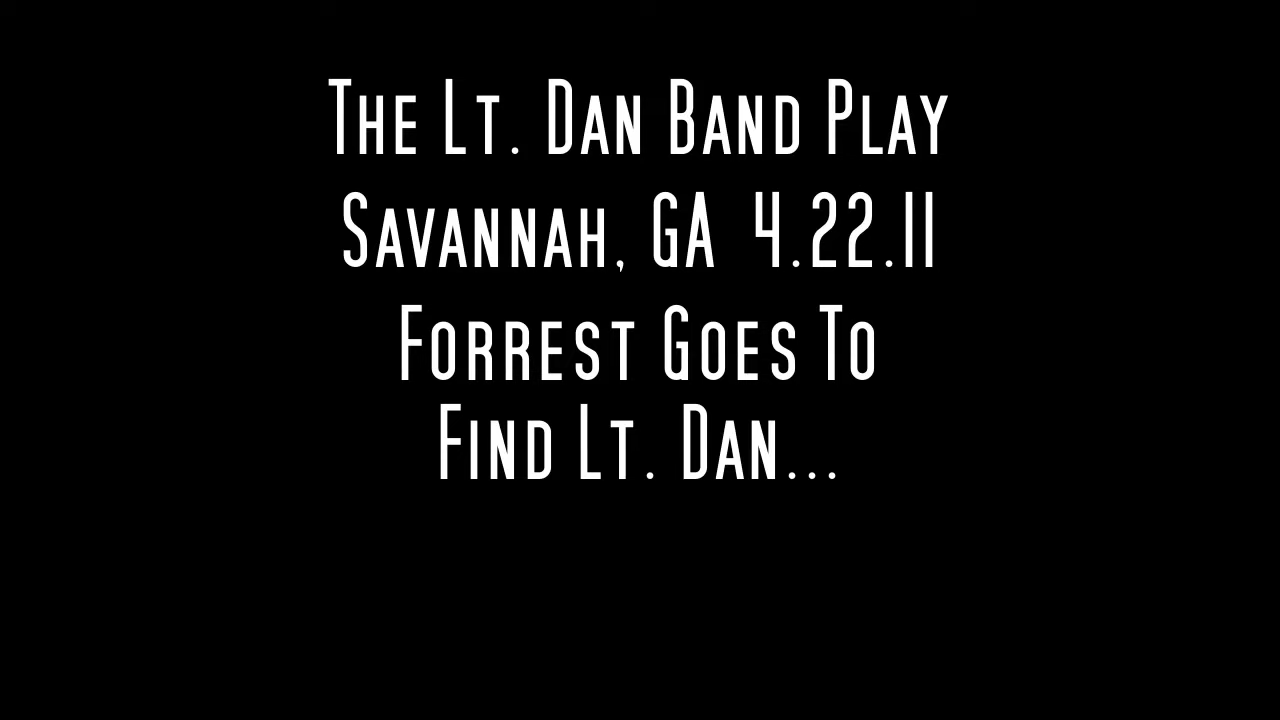 The Lt. Dan Band Play
Savannah, GA 4.22.11
Forrest Goes To
Find Lt. Dan...